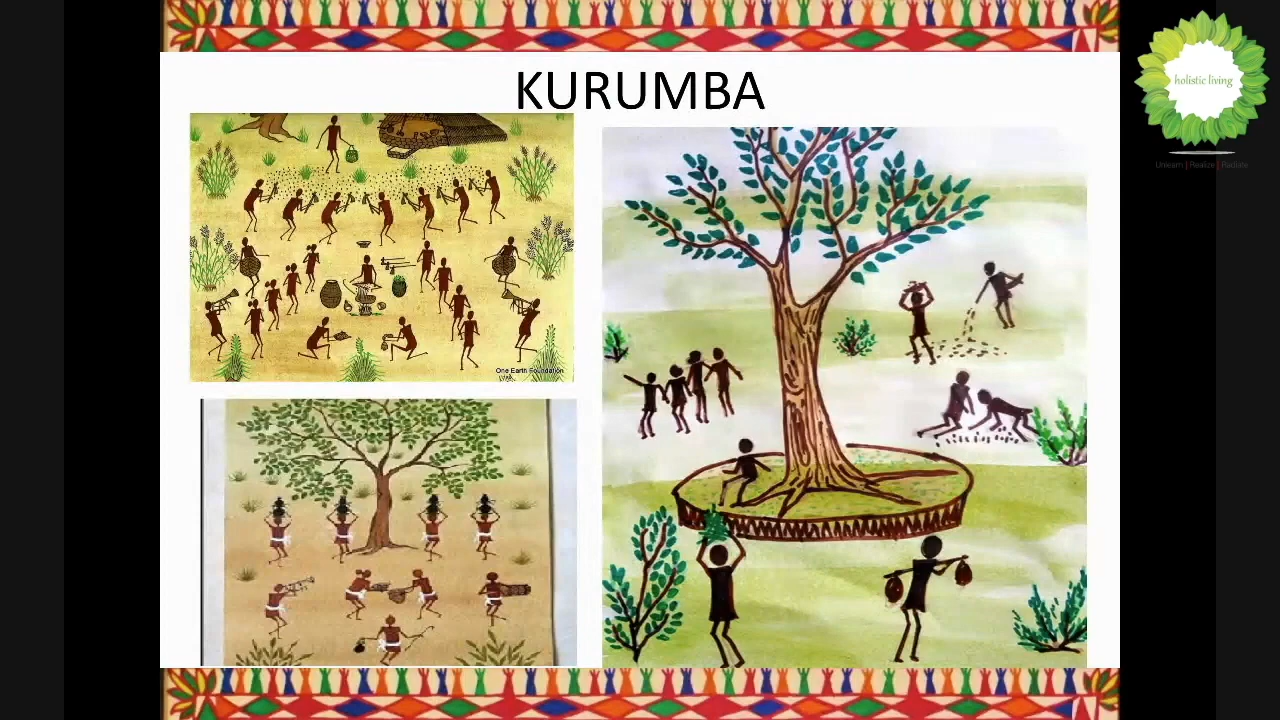 KURUMBA
holistic living
Unlearn | Realize | Radiate
One Earth Foundation